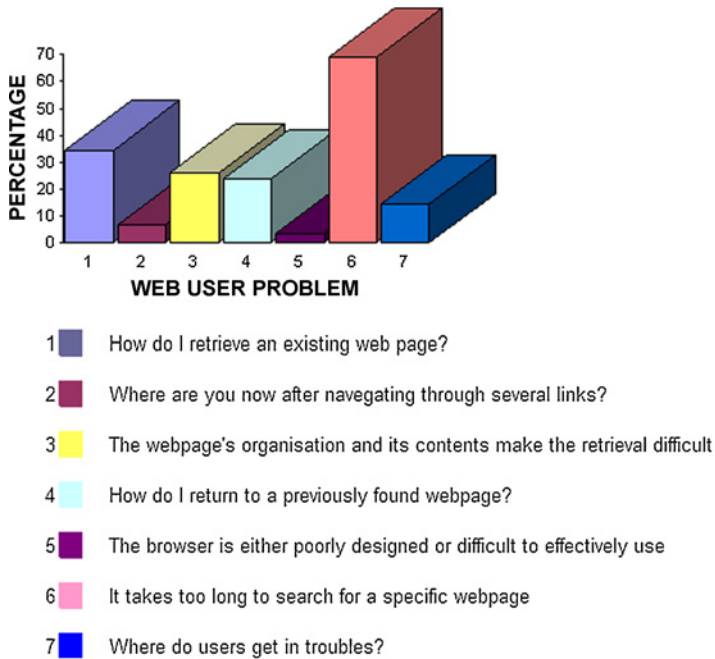 PERCENTAGE
70
60
50
40
30
20
10
0
1 2 3 4 5 6 7
WEB USER PROBLEM
1 How do I retrieve an existing web page?
2 Where are you now after navegating through several links?
3 The webpage's organisation and its contents make the retrieval difficult
4 How do I return to a previously found webpage?
5 The browser is either poorly designed or difficult to effectively use
6 It takes too long to search for a specific webpage
7 Where do users get in troubles?